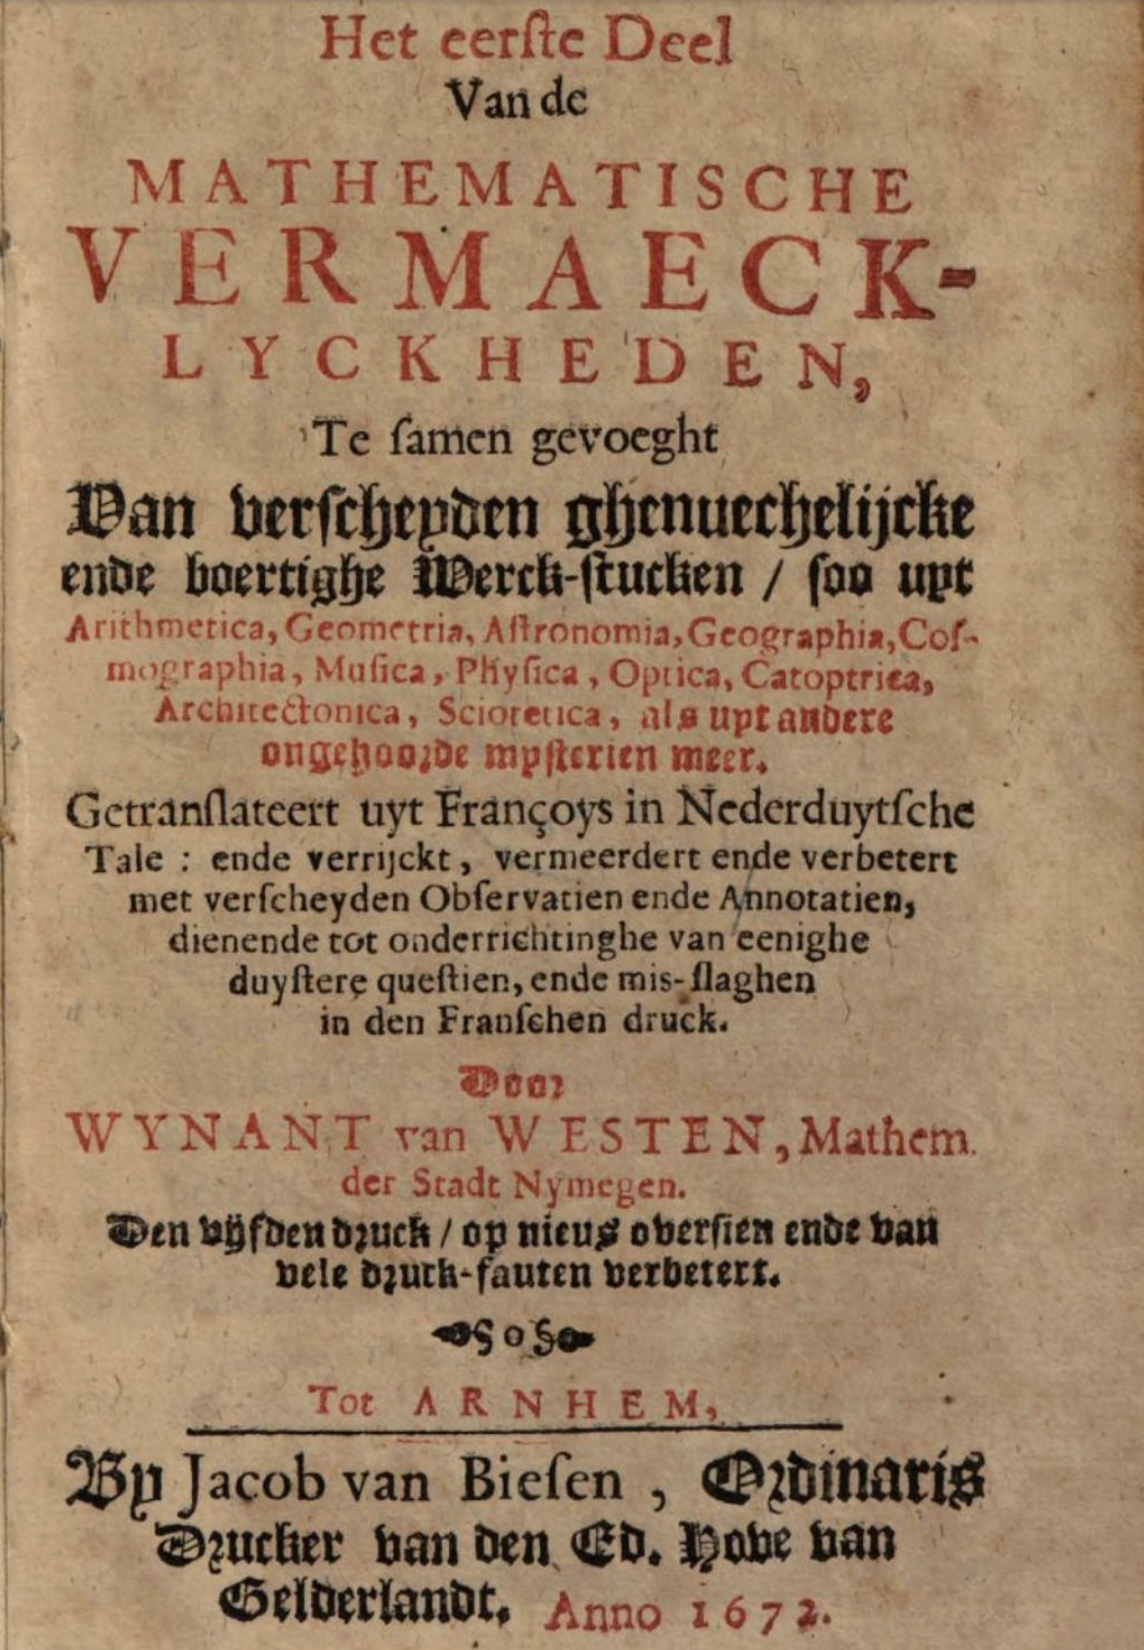 Het eerſte Deel
Van de
MATHEMATISCHE
VERMAECK-
LYCKHEDEN,
Te ſamen gevoeght
Van verſcheyden ghenuechelijcke
ende boertighe Werck-ſtucken / ſoo uyt
Arithmetica, Geometria, Aſtronomia, Geographia, Coſ-
mographia, Muſica, Phyſica, Optica, Catoptrica,
Architectonica, Sciotetica, als uyt andere
ongehoorde myſterien meer.
Getranſlateert uyt Françoys in Nederduytſche
Tale : ende verrijckt, vermeerdert ende verbetert
met verſcheyden Obſervatien ende Annotatien,
dienende tot onderrichtinghe van eenighe
duyſtere queſtien, ende mis-ſlaghen
in den Franſchen druck.
Door
WYNANT van WESTEN, Mathem.
der Stadt Nymegen.
Den vijfden druck / op nieus overſien ende van
vele druck-fauten verbetert.
Tot ARNHEM,
By Jacob van Bieſen, Ordinaris
Drucker van den Ed. Hove van
Gelderlandt. Anno 1672.